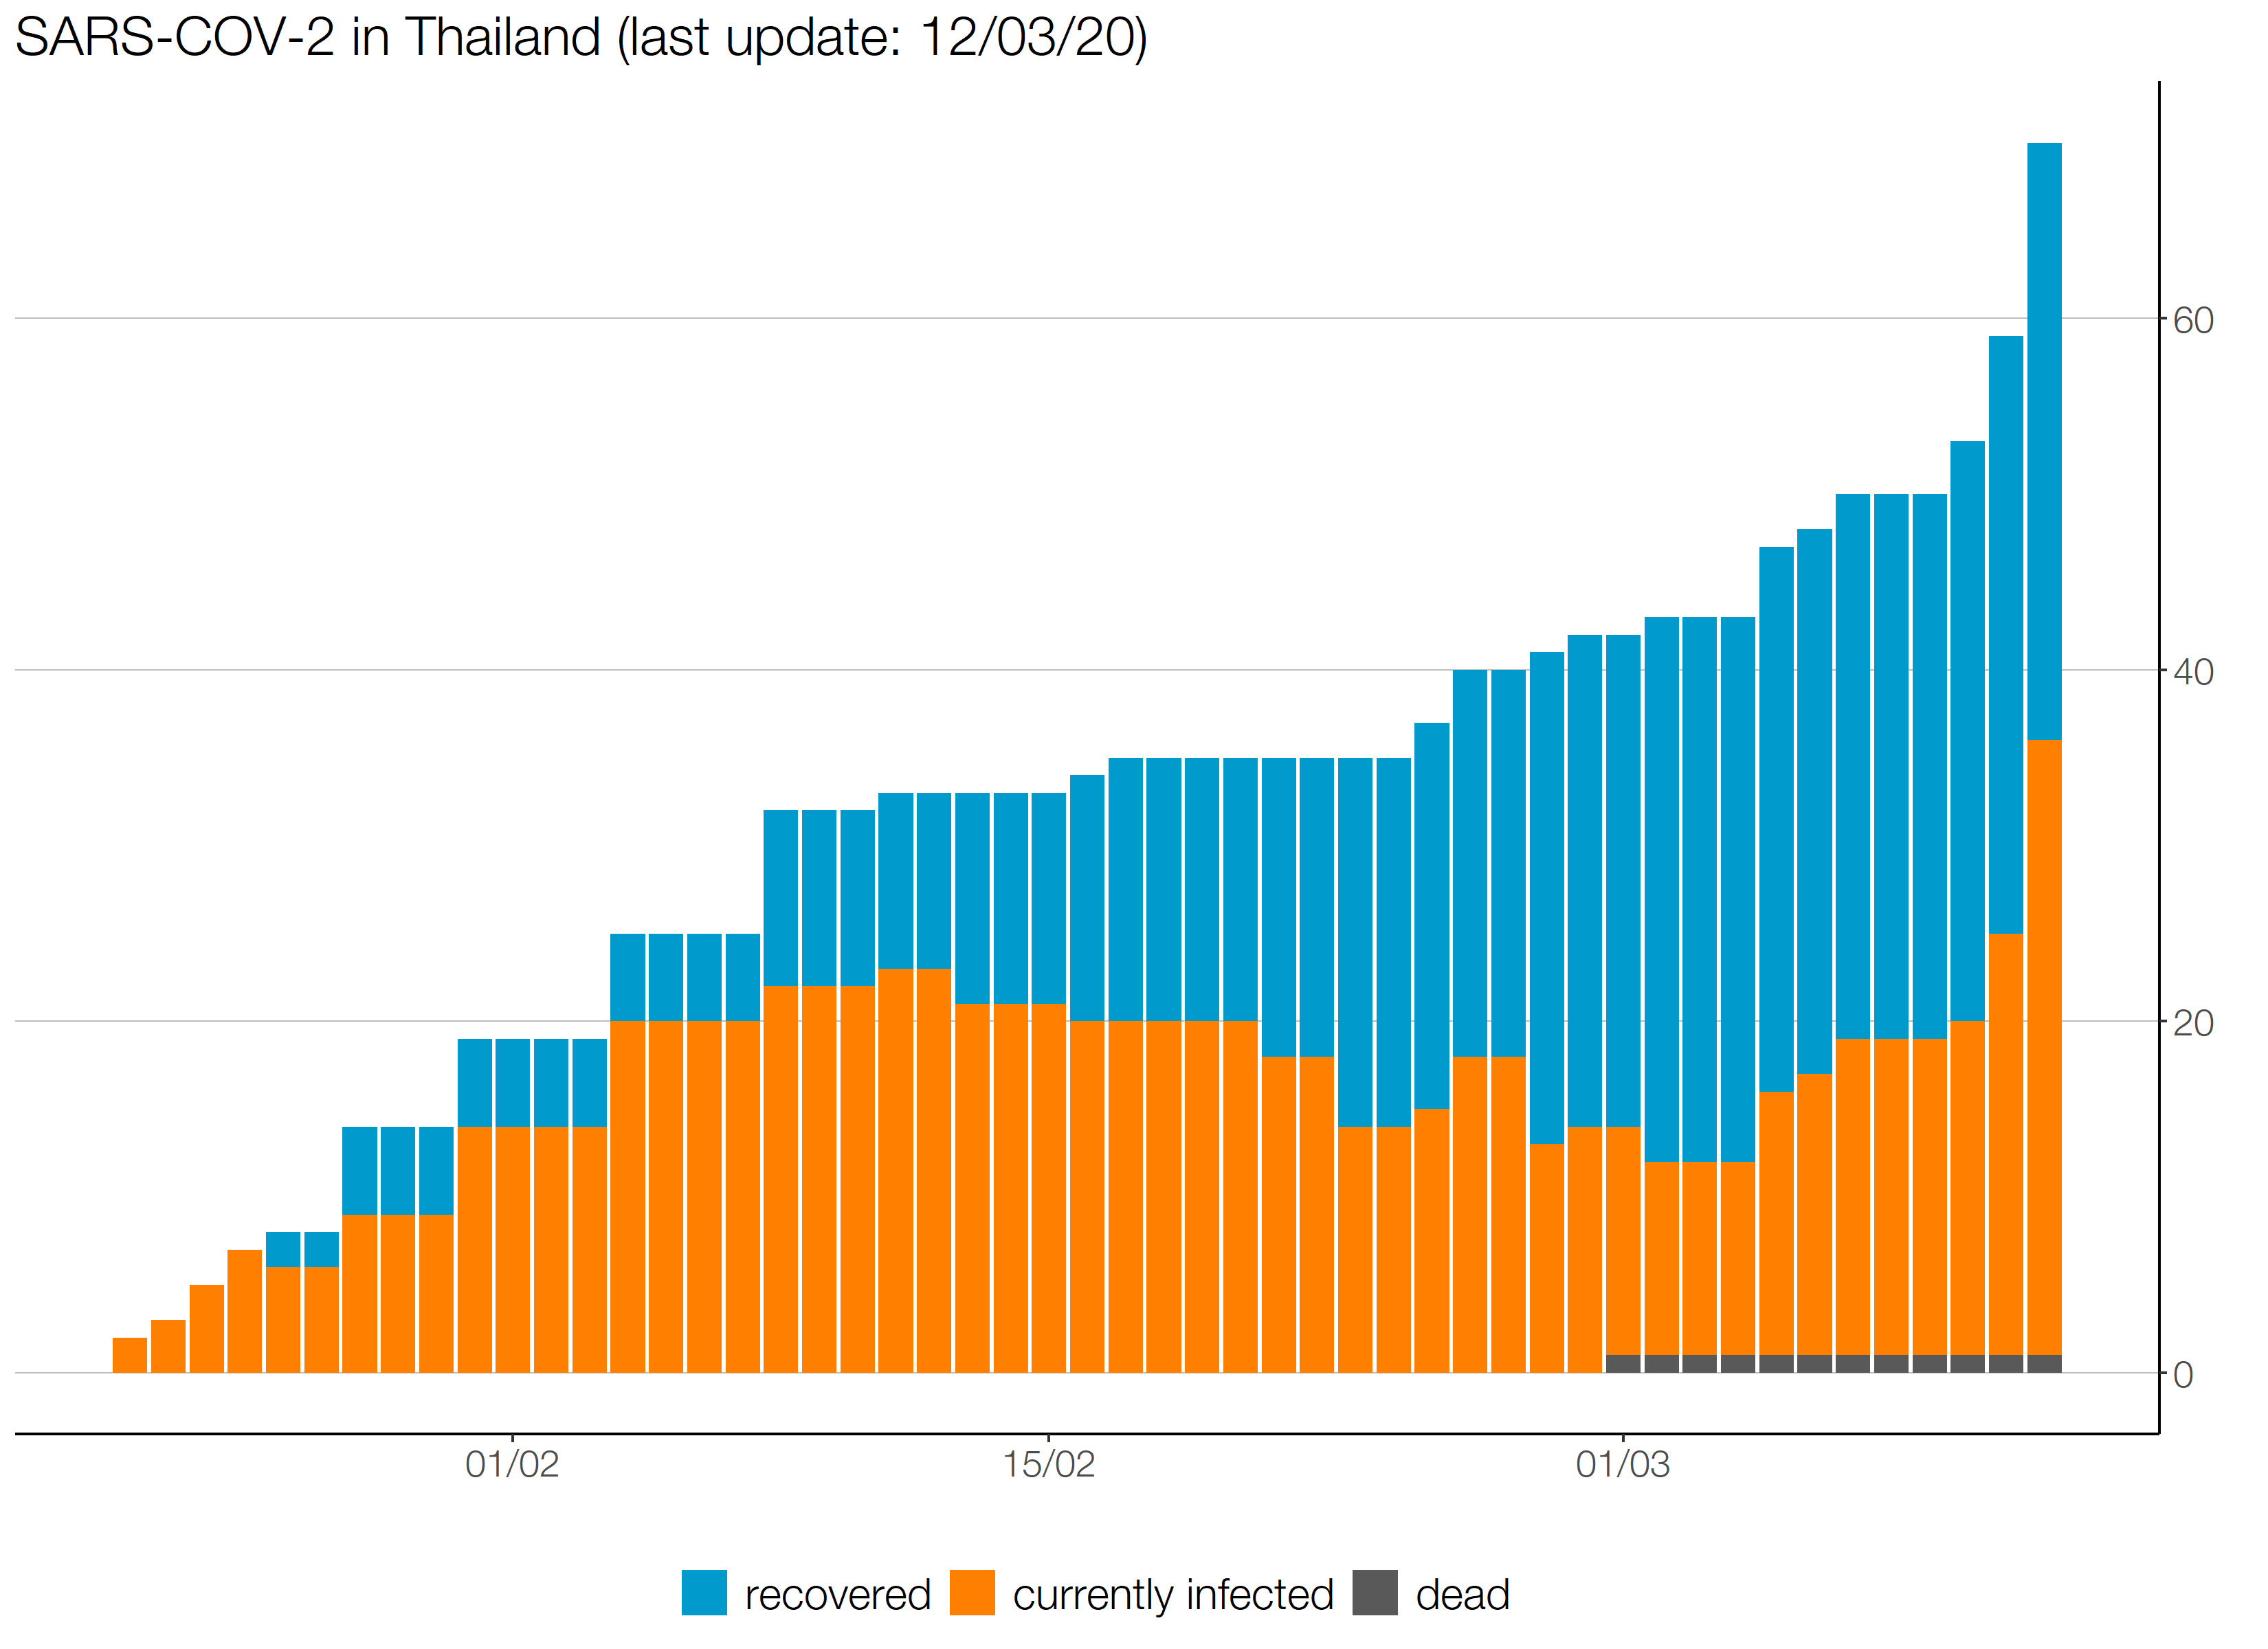 SARS-COV-2 in Thailand (last update: 12/03/20)
60
40
20
0
01/02 15/02 01/03
recovered currently infected dead